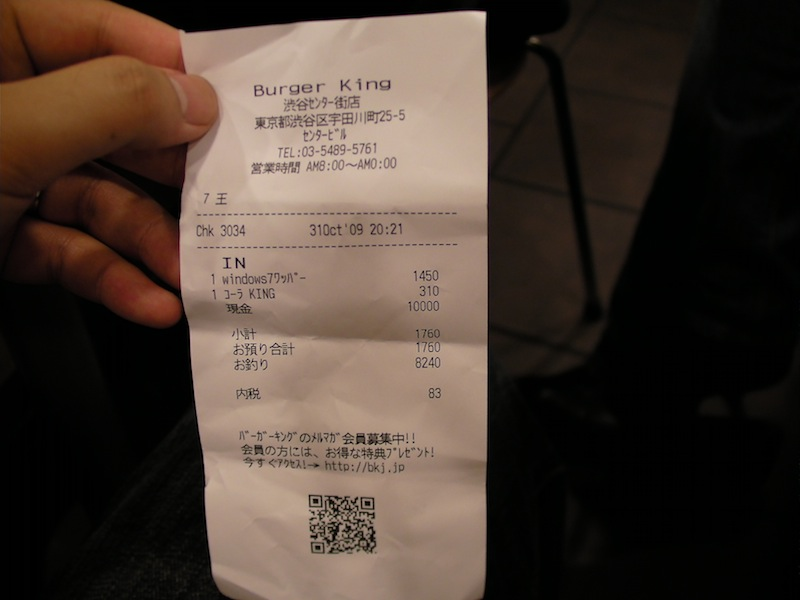 Burger King
渋谷ｾﾝﾀｰ街店
東京都渋谷区宇田川町25-5
ｾﾝﾀｰﾋﾞﾙ
TEL:03-5489-5761
営業時間 AM8:00～AM0:00
7 王
Chk 3034 31Oct'09 20:21
IN
1 windows7ﾜｯﾊﾟｰ 1450
1 ｺｰﾗ KING 310
現金 10000
小計 1760
お預り合計 1760
お釣り 8240
内税 83
ﾊﾞｰｶﾞｰｷﾝｸﾞのﾒﾙﾏｶﾞ会員募集中!!
会員の方には、お得な特典ﾌﾟﾚｾﾞﾝﾄ!
今すぐｱｸｾｽ!→ http://bkj.jp